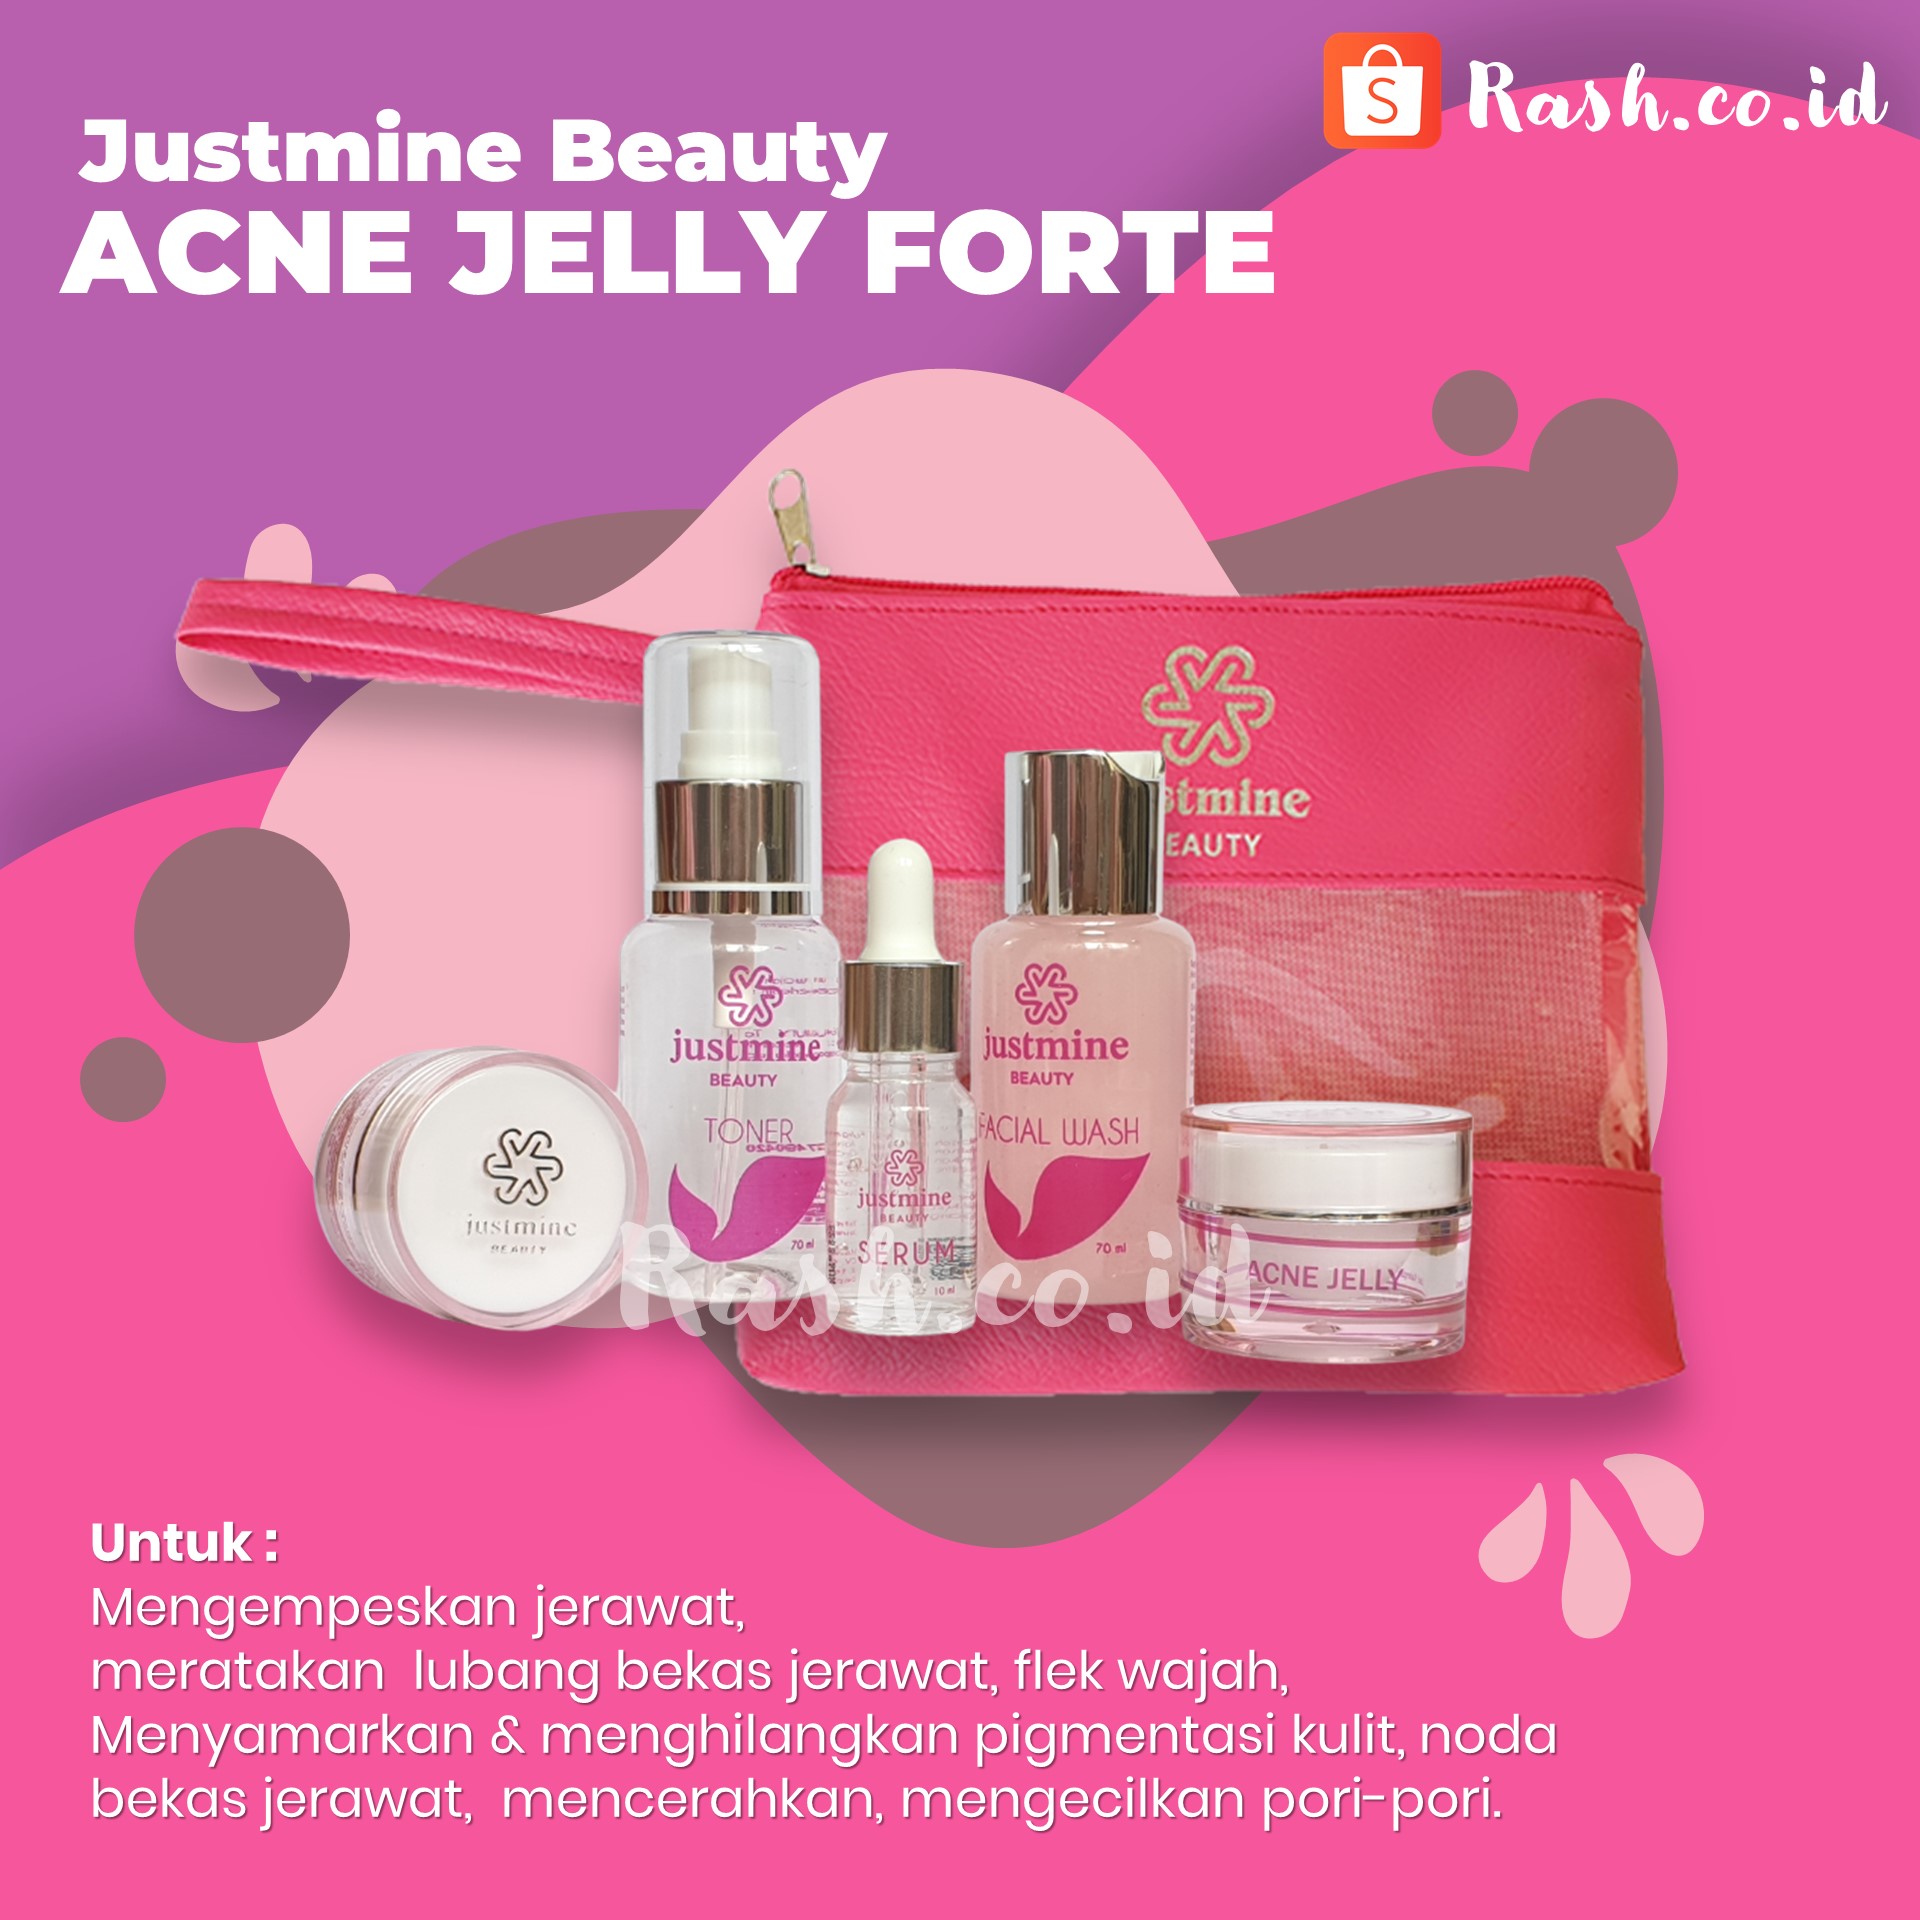 S Rash.co.id
Justmine Beauty
ACNE JELLY FORTE
stmine
EAUTY
justmine
BEAUTY
TONER
70 ml
justmine
BEAUTY
SERUM
10 ml
justmine
BEAUTY
FACIAL WASH
70 ml
justmine
BEAUTY
ACNE JELLY
Rash.co.id
Untuk :
Mengempeskan jerawat,
meratakan lubang bekas jerawat, flek wajah,
Menyamarkan & menghilangkan pigmentasi kulit, noda
bekas jerawat, mencerahkan, mengecilkan pori-pori.